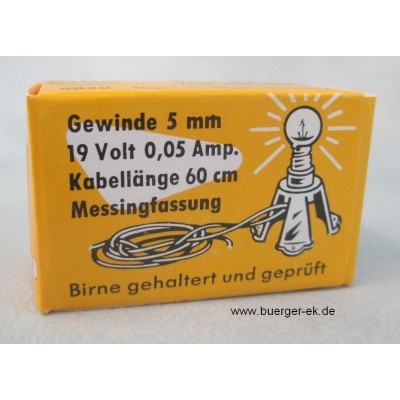 Gewinde 5 mm
19 Volt 0,05 Amp.
Kabellänge 60 cm
Messingfassung
Birne gehaltert und geprüft
www.buerger-ek.de